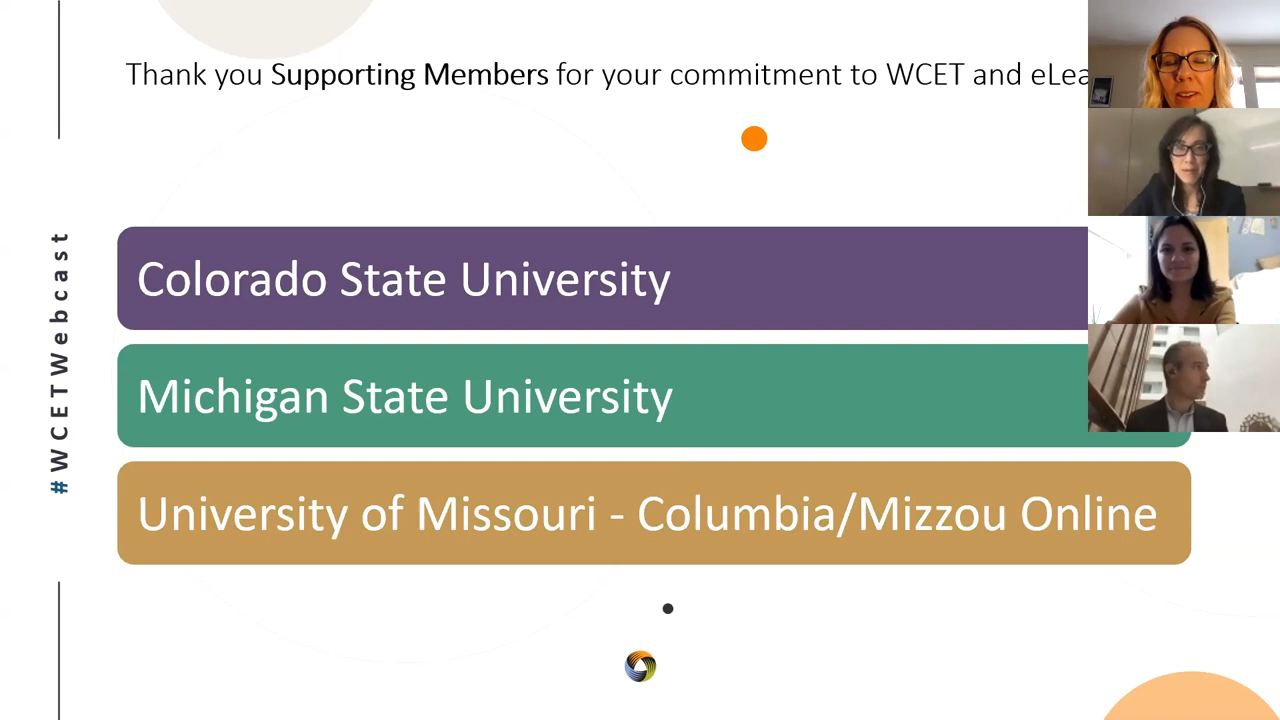 Thank you Supporting Members for your commitment to WCET and eLea
#WCETWebcast
Colorado State University
Michigan State University
University of Missouri - Columbia/Mizzou Online